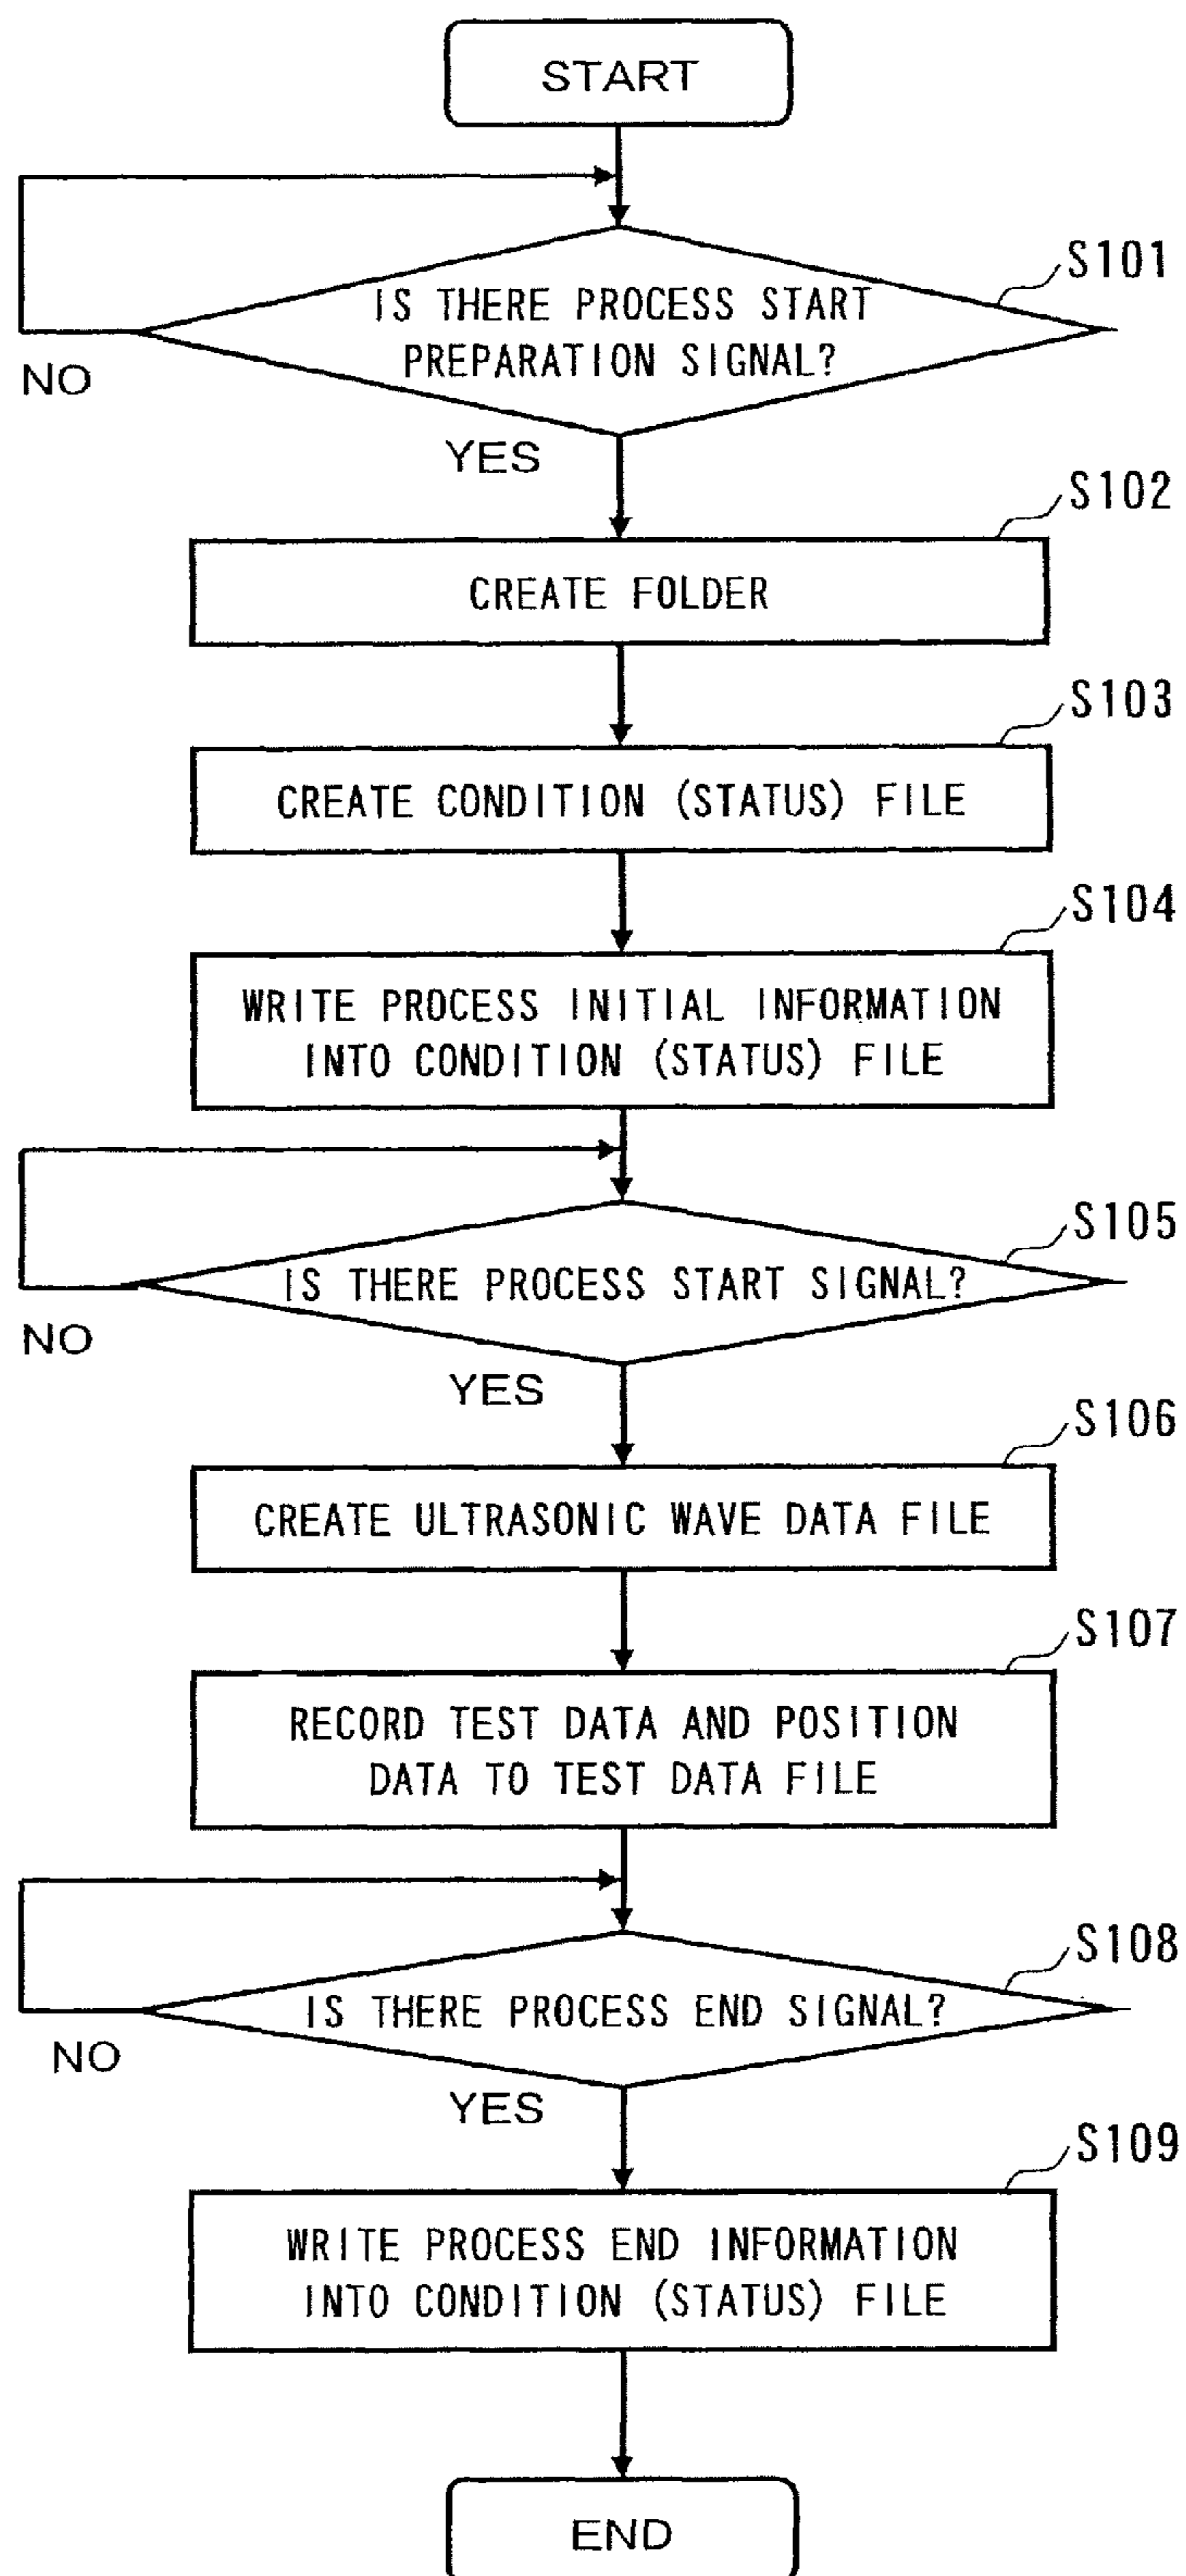 START
S101
IS THERE PROCESS START
PREPARATION SIGNAL?
NO
YES
S102
CREATE FOLDER
S103
CREATE CONDITION (STATUS) FILE
S104
WRITE PROCESS INITIAL INFORMATION
INTO CONDITION (STATUS) FILE
S105
IS THERE PROCESS START SIGNAL?
NO
YES
S106
CREATE ULTRASONIC WAVE DATA FILE
S107
RECORD TEST DATA AND POSITION
DATA TO TEST DATA FILE
S108
IS THERE PROCESS END SIGNAL?
NO
YES
S109
WRITE PROCESS END INFORMATION
INTO CONDITION (STATUS) FILE
END